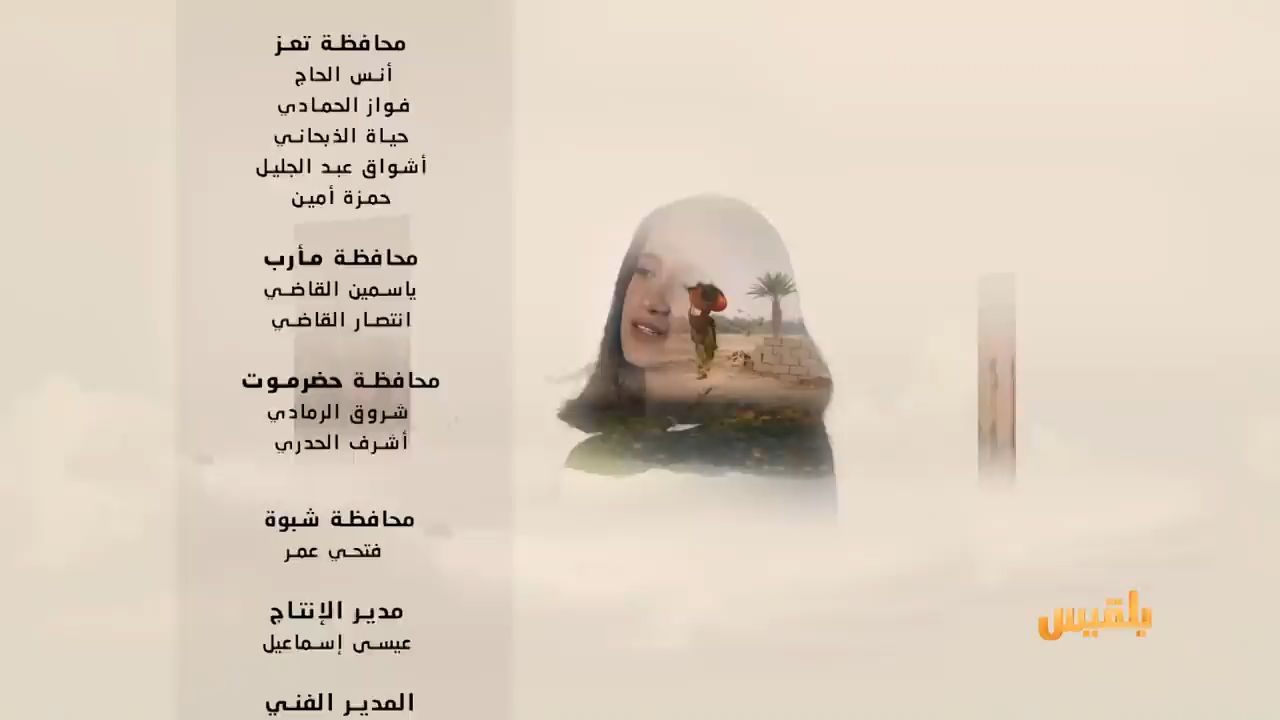 محافظة تعز
أنس الحاج
فواز الحمادي
حياة الذبحاني
أشواق عبد الجليل
حمزة أمين
محافظة مأرب
ياسمين القاضي
انتصار القاضي
محافظة حضرموت
شروق الرمادي
أشرف الحدري
محافظة شبوة
فتحي عمر
مدير الإنتاج
عيسى إسماعيل
المدير الفني
بلقيس